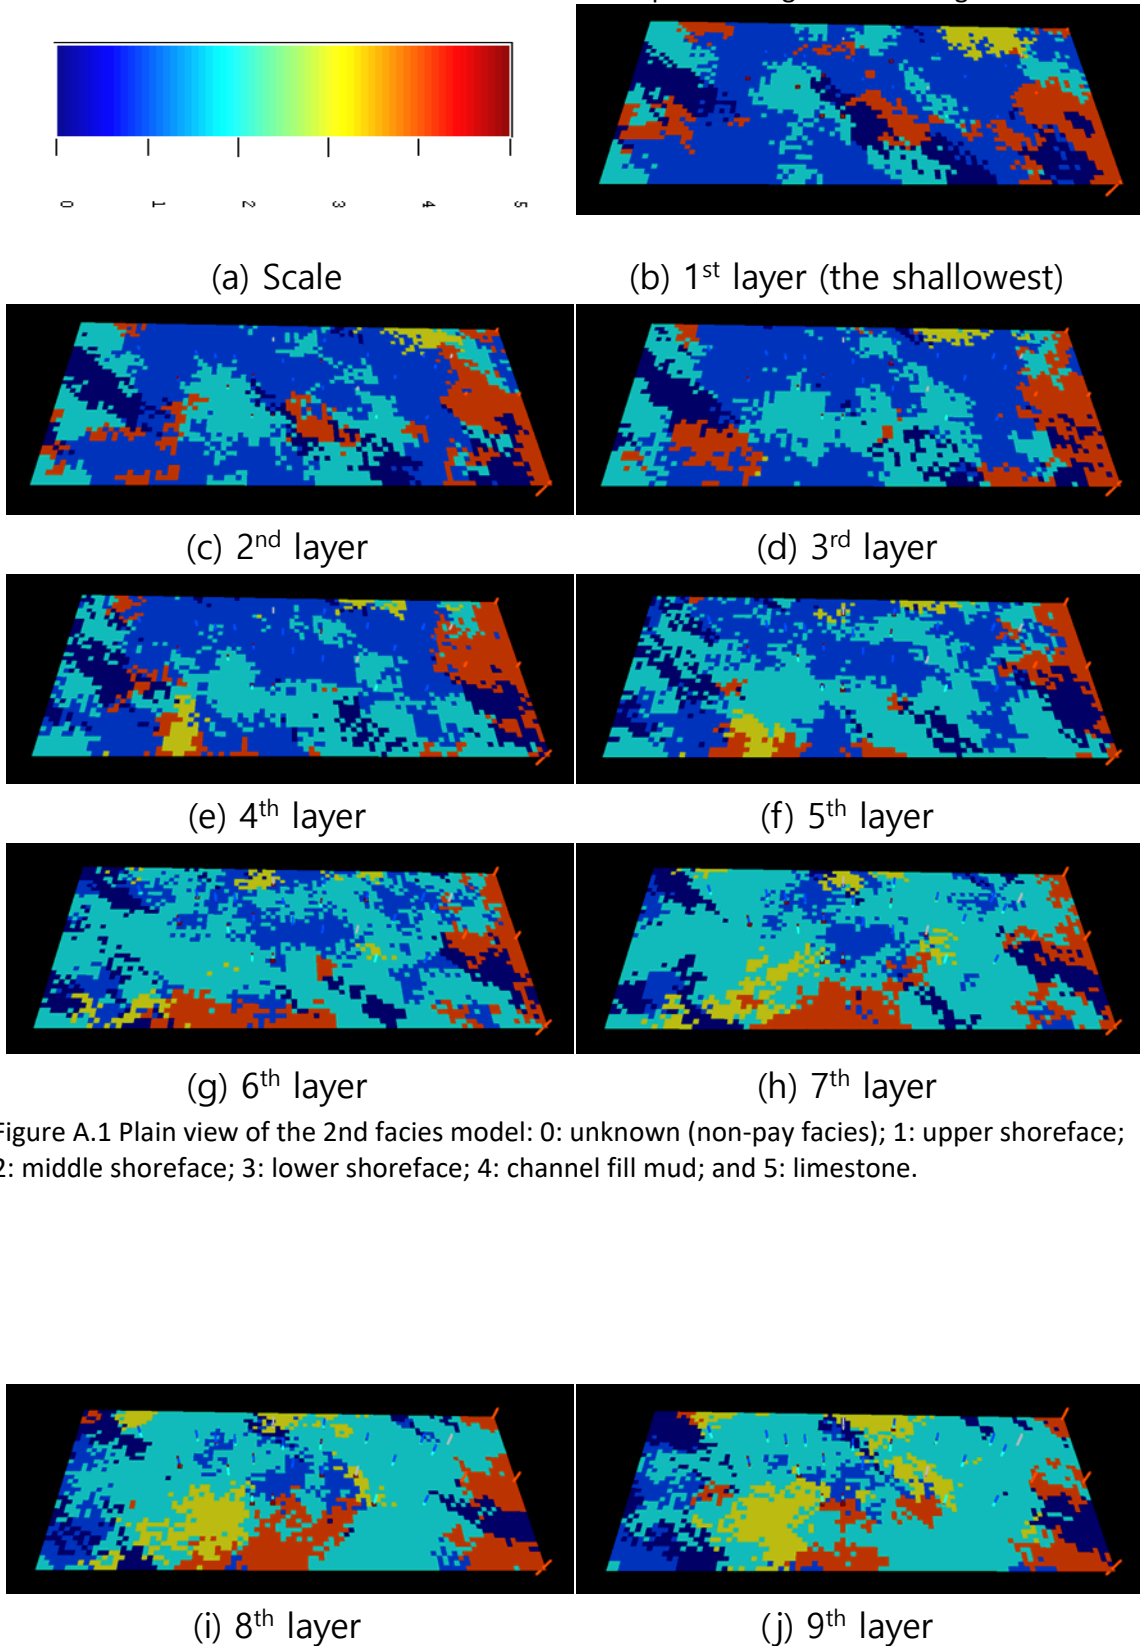 0 1 2 3 4 5
(a) Scale
(b) 1st layer (the shallowest)
(c) 2nd layer
(d) 3rd layer
(e) 4th layer
(f) 5th layer
(g) 6th layer
(h) 7th layer
Figure A.1 Plain view of the 2nd facies model: 0: unknown (non-pay facies); 1: upper shoreface;
2: middle shoreface; 3: lower shoreface; 4: channel fill mud; and 5: limestone.
(i) 8th layer
(j) 9th layer